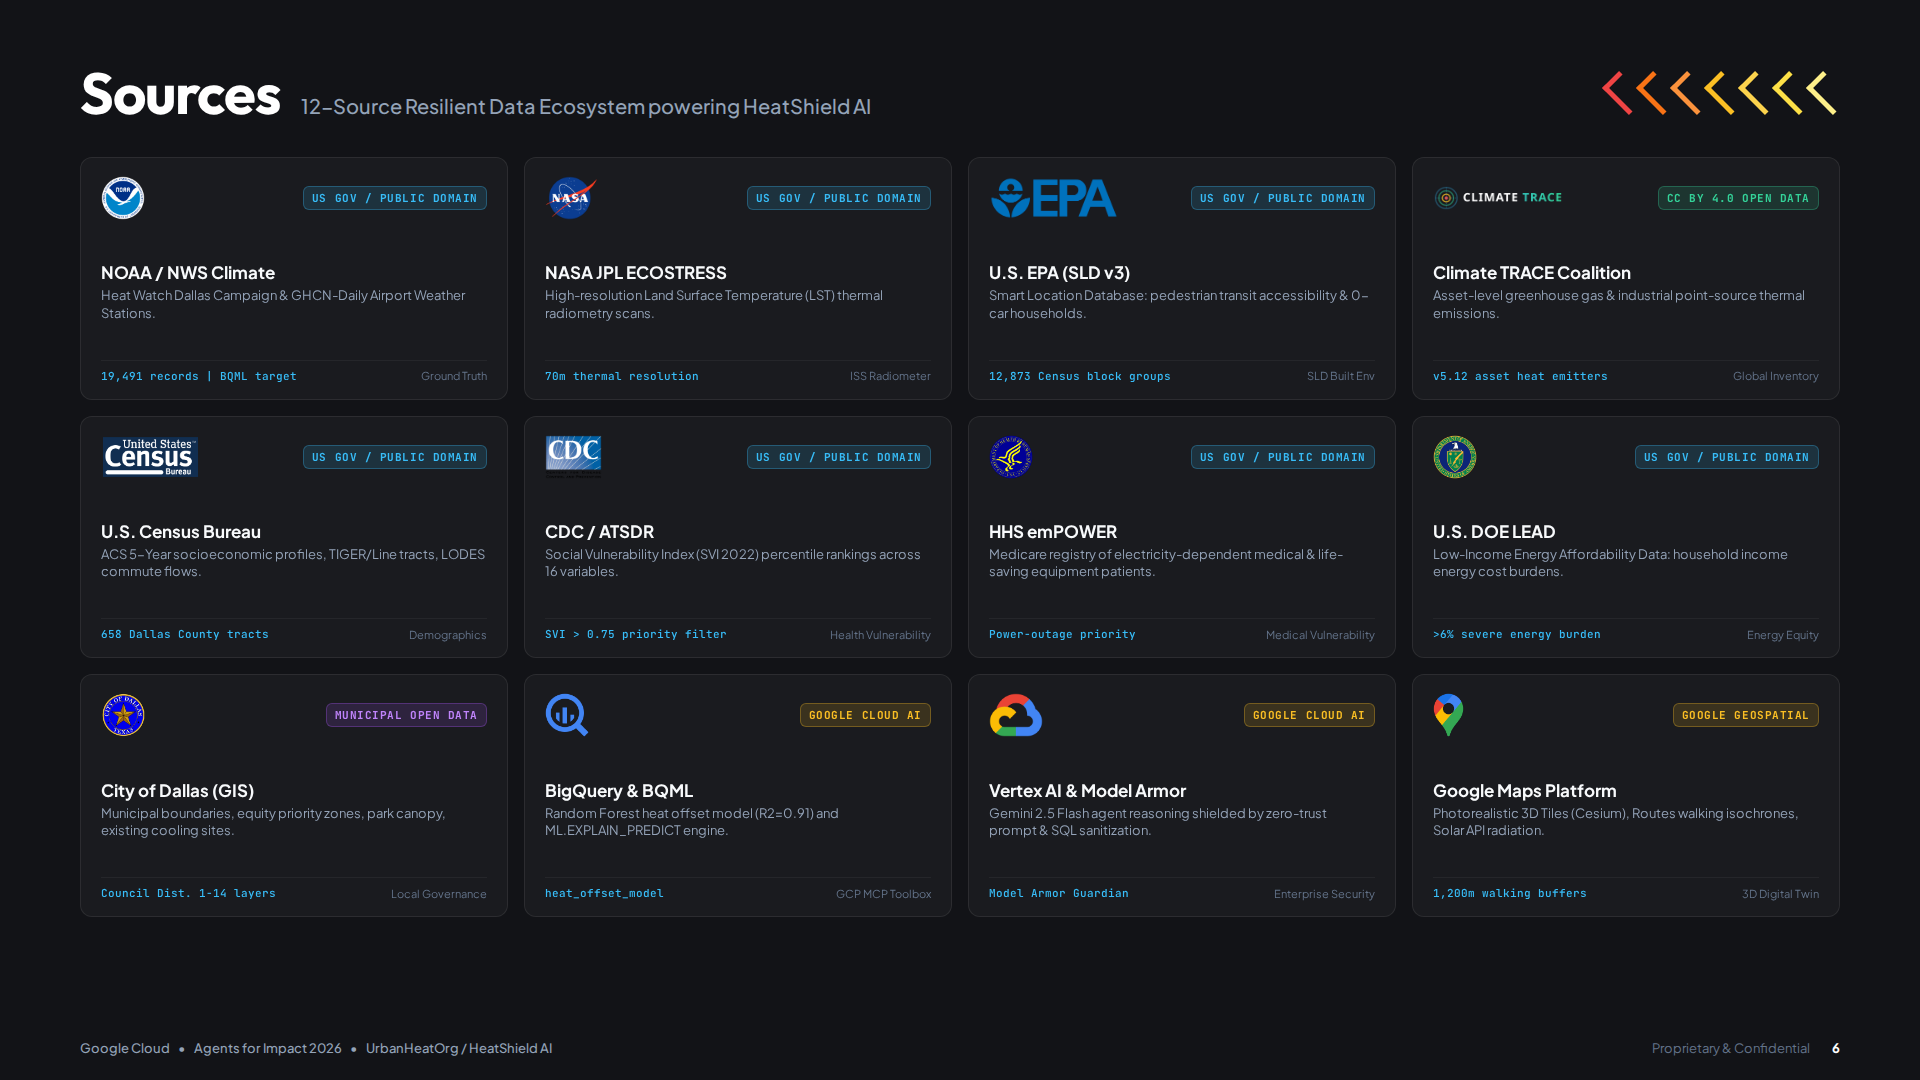 Sources
12-Source Resilient Data Ecosystem powering HeatShield AI
NOAA
US GOV / PUBLIC DOMAIN
NOAA / NWS Climate
Heat Watch Dallas Campaign & GHCN-Daily Airport Weather
Stations.
19,491 records | BQML target
Ground Truth
NASA
US GOV / PUBLIC DOMAIN
NASA JPL ECOSTRESS
High-resolution Land Surface Temperature (LST) thermal
radiometry scans.
70m thermal resolution
ISS Radiometer
EPA
US GOV / PUBLIC DOMAIN
U.S. EPA (SLD v3)
Smart Location Database: pedestrian transit accessibility & 0-
car households.
12,873 Census block groups
SLD Built Env
CLIMATE TRACE
CC BY 4.0 OPEN DATA
Climate TRACE Coalition
Asset-level greenhouse gas & industrial point-source thermal
emissions.
v5.12 asset heat emitters
Global Inventory
United States
Census
Bureau
US GOV / PUBLIC DOMAIN
U.S. Census Bureau
ACS 5-Year socioeconomic profiles, TIGER/Line tracts, LODES
commute flows.
658 Dallas County tracts
Demographics
CDC
US GOV / PUBLIC DOMAIN
CDC / ATSDR
Social Vulnerability Index (SVI 2022) percentile rankings across
16 variables.
SVI > 0.75 priority filter
Health Vulnerability
US GOV / PUBLIC DOMAIN
HHS emPOWER
Medicare registry of electricity-dependent medical & life-
saving equipment patients.
Power-outage priority
Medical Vulnerability
US GOV / PUBLIC DOMAIN
U.S. DOE LEAD
Low-Income Energy Affordability Data: household income
energy cost burdens.
>6% severe energy burden
Energy Equity
CITY OF DALLAS
TEXAS
MUNICIPAL OPEN DATA
City of Dallas (GIS)
Municipal boundaries, equity priority zones, park canopy,
existing cooling sites.
Council Dist. 1-14 layers
Local Governance
GOOGLE CLOUD AI
BigQuery & BQML
Random Forest heat offset model (R2=0.91) and
ML.EXPLAIN_PREDICT engine.
heat_offset_model
GCP MCP Toolbox
GOOGLE CLOUD AI
Vertex AI & Model Armor
Gemini 2.5 Flash agent reasoning shielded by zero-trust
prompt & SQL sanitization.
Model Armor Guardian
Enterprise Security
GOOGLE GEOSPATIAL
Google Maps Platform
Photorealistic 3D Tiles (Cesium), Routes walking isochrones,
Solar API radiation.
1,200m walking buffers
3D Digital Twin
Google Cloud • Agents for Impact 2026 • UrbanHeatOrg / HeatShield AI
Proprietary & Confidential 6